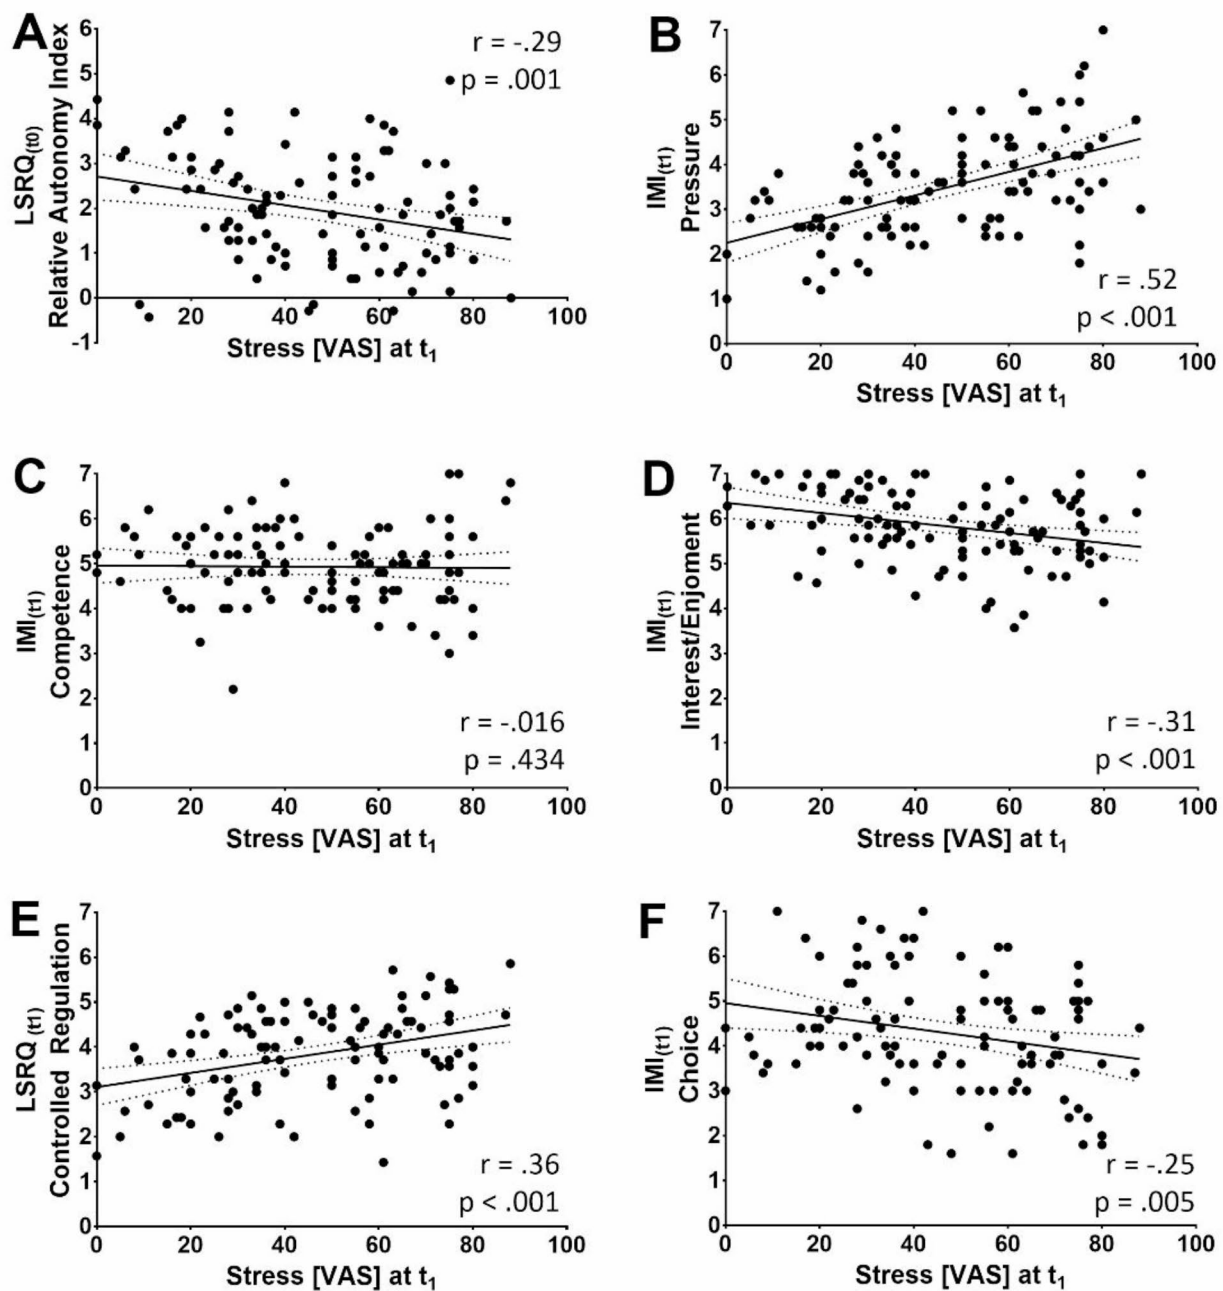 A
6
5
4
3
2
1
0
-1
LSRQ(t0)
Relative Autonomy Index
r = -.29
p = .001
20 40 60 80 100
Stress [VAS] at t1
B
7
6
5
4
3
2
1
0
IMI(t1)
Pressure
r = .52
p < .001
0 20 40 60 80 100
Stress [VAS] at t1
C
7
6
5
4
3
2
1
0
IMI(t1)
Competence
r = -.016
p = .434
0 20 40 60 80 100
Stress [VAS] at t1
D
7
6
5
4
3
2
1
0
IMI(t1)
Interest/Enjoment
r = -.31
p < .001
0 20 40 60 80 100
Stress [VAS] at t1
E
7
6
5
4
3
2
1
0
LSRQ(t1)
Controlled Regulation
r = .36
p < .001
0 20 40 60 80 100
Stress [VAS] at t1
F
7
6
5
4
3
2
1
0
IMI(t1)
Choice
r = -.25
p = .005
0 20 40 60 80 100
Stress [VAS] at t1